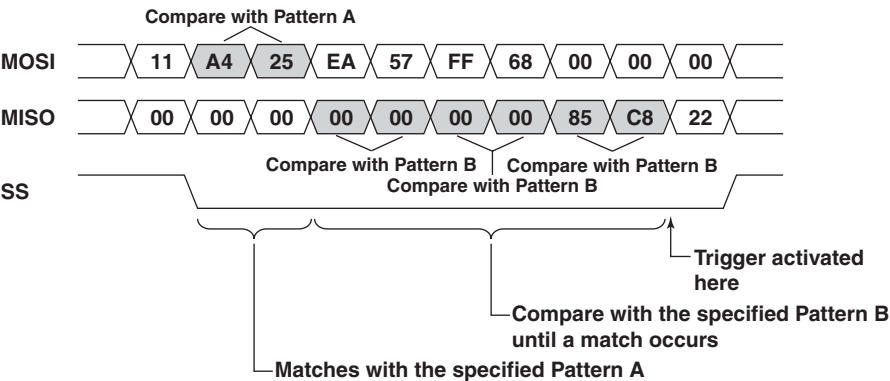 Compare with Pattern A
MOSI 11 A4 25 EA 57 FF 68 00 00 00
MISO 00 00 00 00 00 00 00 85 C8 22
Compare with Pattern B Compare with Pattern B
Compare with Pattern B
SS
Trigger activated
here
Compare with the specified Pattern B
until a match occurs
Matches with the specified Pattern A